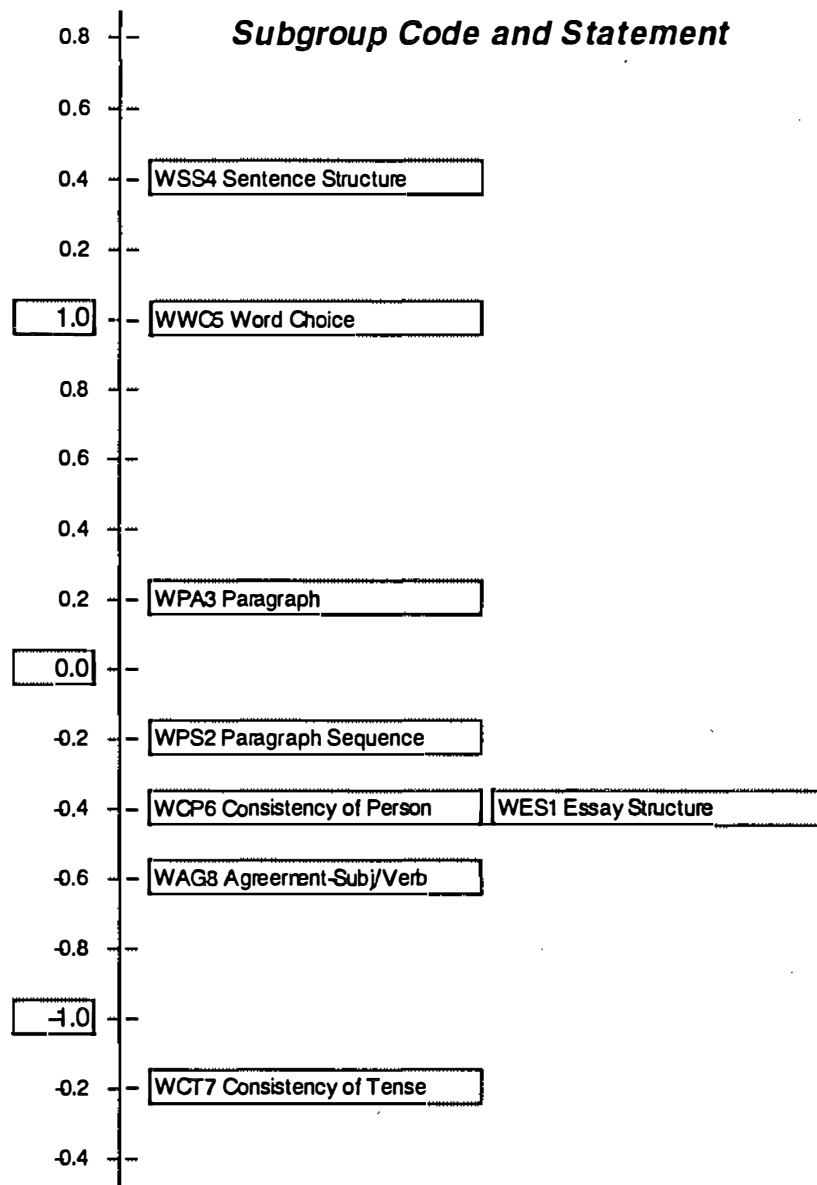 Subgroup Code and Statement
0.8
0.6
0.4 WSS4 Sentence Structure
0.2
1.0 WWC5 Word Choice
0.8
0.6
0.4
0.2 WPA3 Paragraph
0.0
-0.2 WPS2 Paragraph Sequence
-0.4 WCP6 Consistency of Person WES1 Essay Structure
-0.6 WAG8 Agreement-Subj/Verb
-0.8
-1.0
-0.2 WCT7 Consistency of Tense
-0.4